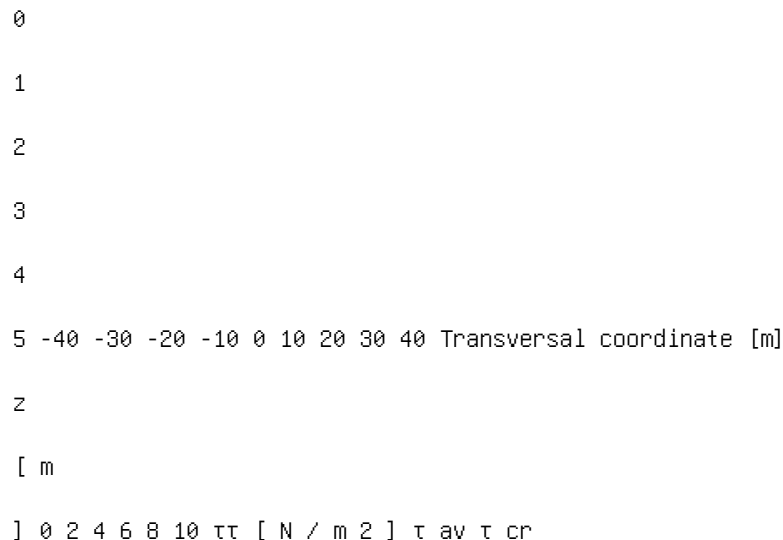 0
1
2
3
4
5 -40 -30 -20 -10 0 10 20 30 40 Transversal coordinate [m]
z
[ m
] 0 2 4 6 8 10 ττ [ N / m 2 ] τ av τ cr